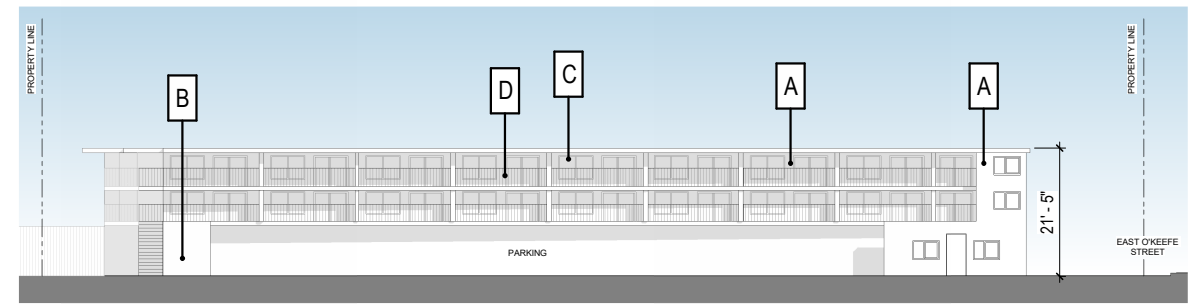 PROPERTY LINE
PROPERTY LINE
B
D
C
A
A
21' - 5"
PARKING
EAST O'KEEFE
STREET